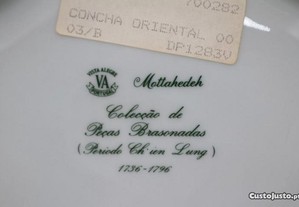 700282
CONCHA ORIENTAL 00
03/B DP1283V
VISTA ALEGRE
VA
PORTUGAL
Mottahedeh
Colecção de
Peças Brasonadas
(Periodo Ch'ien Lung)
1736-1796
CustoJusto.pt